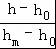 h − h₀
hₘ − h₀